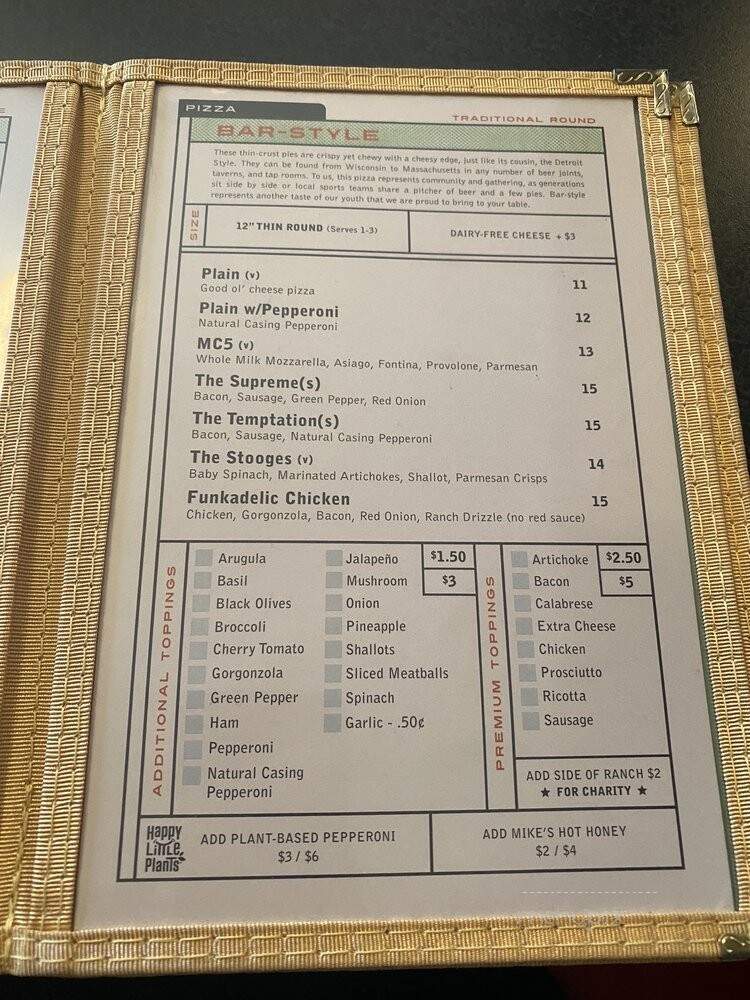 PIZZA
TRADITIONAL ROUND
BAR-STYLE
These thin-crust pies are crispy yet chewy with a cheesy edge, just like its cousin, the Detroit
Style. They can be found from Wisconsin to Massachusetts in any number of beer joints,
taverns, and tap rooms. To us, this pizza represents community and gathering, as generations
sit side by side or local sports teams share a pitcher of beer and a few pies. Bar-style
represents another taste of our youth that we are proud to bring to your table.
SIZE
12" THIN ROUND (Serves 1-3)
DAIRY-FREE CHEESE + $3
Plain (v) 11
Good ol' cheese pizza
Plain w/Pepperoni 12
Natural Casing Pepperoni
MC5 (v) 13
Whole Milk Mozzarella, Asiago, Fontina, Provolone, Parmesan
The Supreme(s) 15
Bacon, Sausage, Green Pepper, Red Onion
The Temptation(s) 15
Bacon, Sausage, Natural Casing Pepperoni
The Stooges (v) 14
Baby Spinach, Marinated Artichokes, Shallot, Parmesan Crisps
Funkadelic Chicken 15
Chicken, Gorgonzola, Bacon, Red Onion, Ranch Drizzle (no red sauce)
ADDITIONAL TOPPINGS
$1.50
$3
Arugula
Basil
Black Olives
Broccoli
Cherry Tomato
Gorgonzola
Green Pepper
Ham
Pepperoni
Natural Casing
Pepperoni
Jalapeño
Mushroom
Onion
Pineapple
Shallots
Sliced Meatballs
Spinach
Garlic - .50¢
PREMIUM TOPPINGS
$2.50
$5
Artichoke
Bacon
Calabrese
Extra Cheese
Chicken
Prosciutto
Ricotta
Sausage
ADD SIDE OF RANCH $2
★ FOR CHARITY ★
Happy
Little
Plants
ADD PLANT-BASED PEPPERONI
$3 / $6
ADD MIKE'S HOT HONEY
$2 / $4